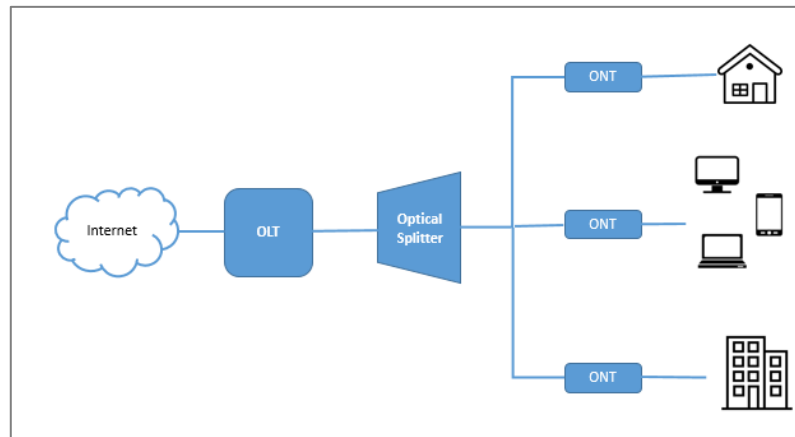 Internet
OLT
Optical
Splitter
ONT
ONT
ONT